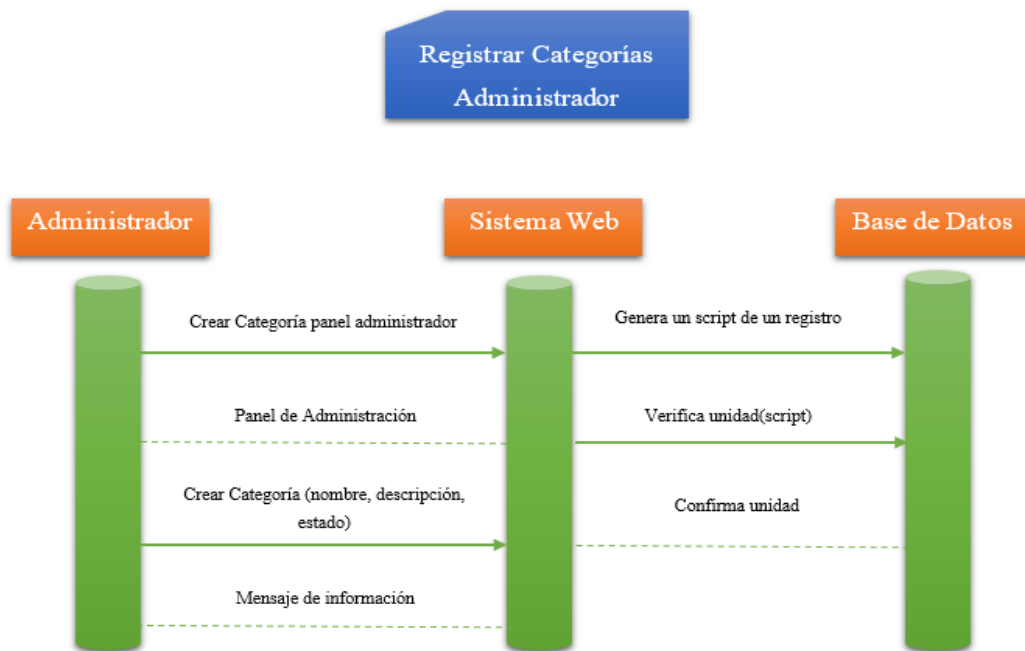 Registrar Categorías
Administrador
Administrador
Sistema Web
Base de Datos
Crear Categoría panel administrador
Genera un script de un registro
Panel de Administración
Verifica unidad(script)
Crear Categoría (nombre, descripción,
estado)
Confirma unidad
Mensaje de información